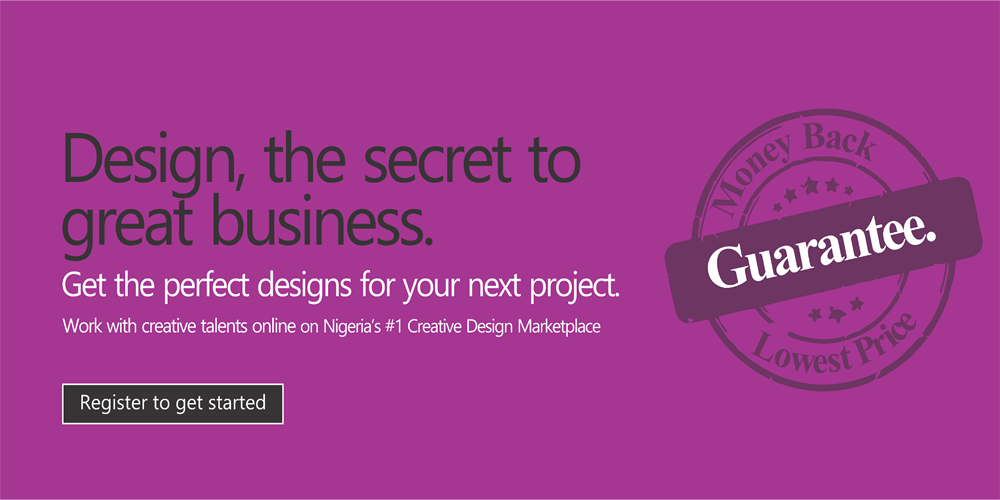 Design, the secret to
great business.
Get the perfect designs for your next project.
Work with creative talents online on Nigeria's #1 Creative Design Marketplace
Register to get started
Money Back
Guarantee.
Lowest Price